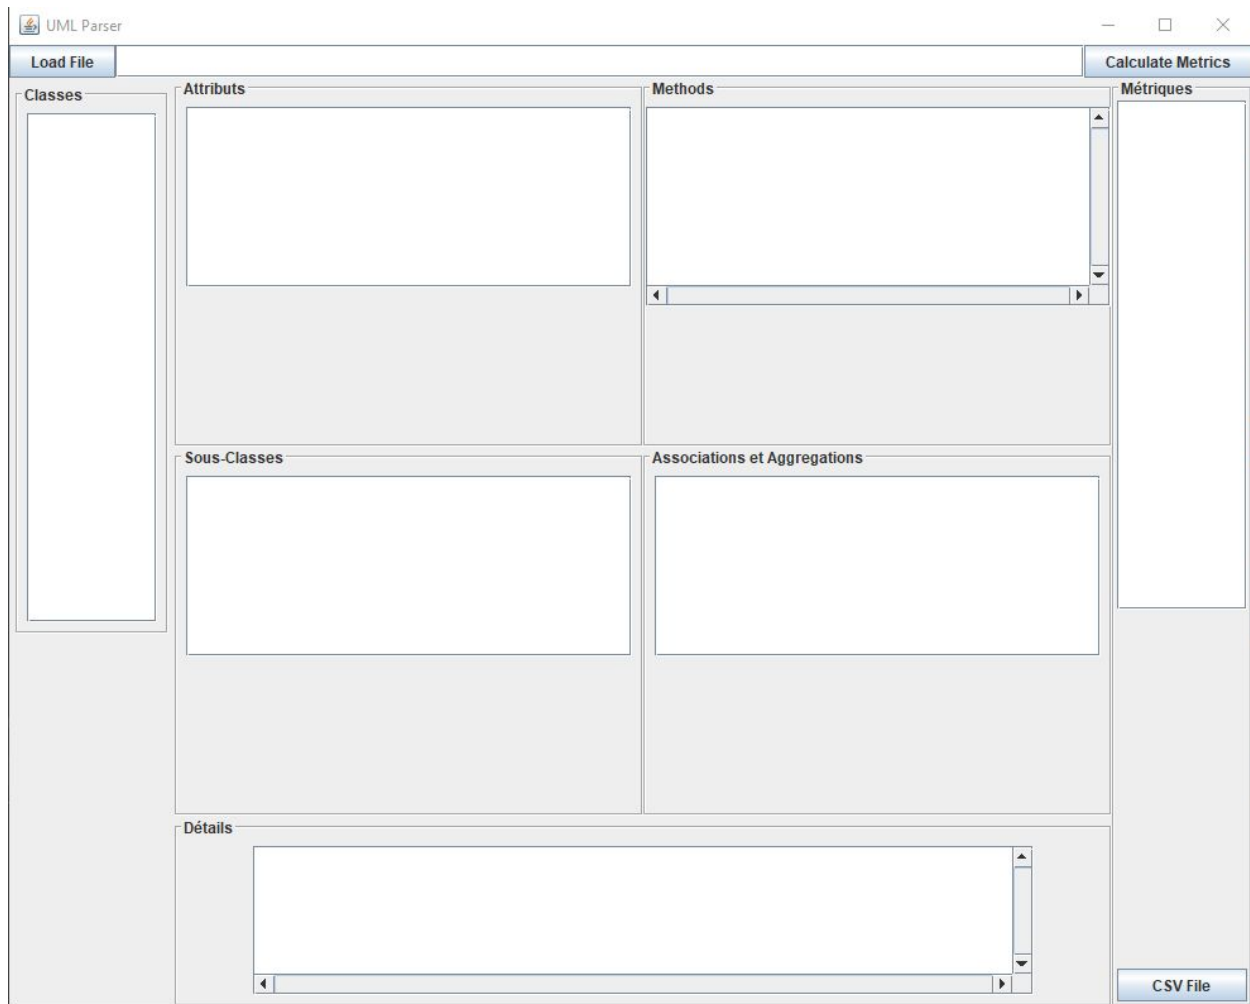 UML Parser
Load File
Calculate Metrics
Classes
Attributs
Methods
Métriques
Sous-Classes
Associations et Aggregations
Détails
CSV File